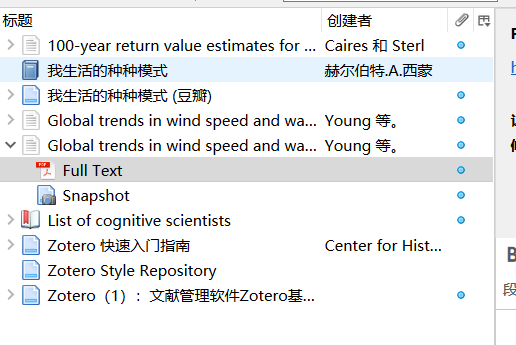 标题 创建者
100-year return value estimates for ... Caires 和 Sterl
我生活的种种模式 赫尔伯特.A.西蒙
我生活的种种模式 (豆瓣)
Global trends in wind speed and wa... Young 等。
Global trends in wind speed and wa... Young 等。
Full Text
Snapshot
List of cognitive scientists
Zotero 快速入门指南 Center for Hist...
Zotero Style Repository
Zotero（1）：文献管理软件Zotero基...
段